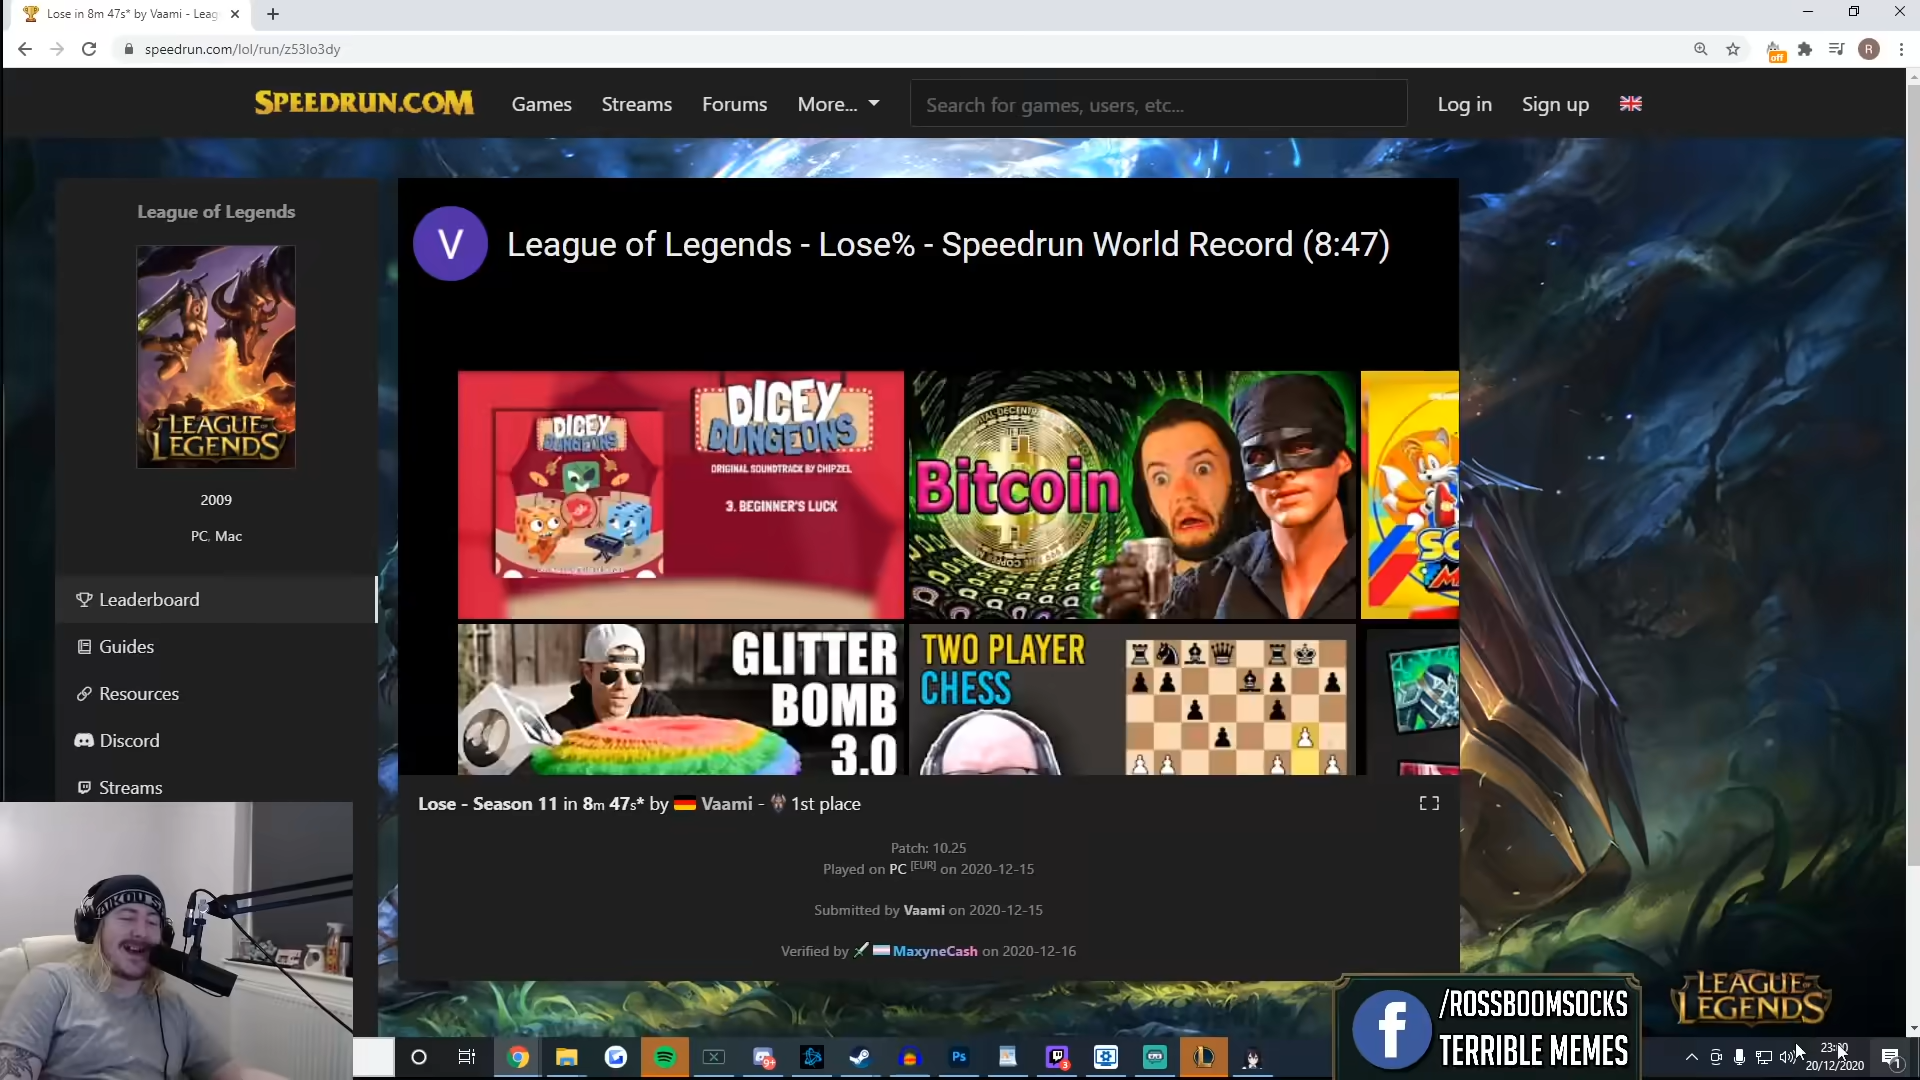 Lose in 8m 47s* by Vaami - Leag
speedrun.com/lol/run/z53lo3dy
off
R
SPEEDRUN.COM
Games
Streams
Forums
More...
Search for games, users, etc...
Log in
Sign up
League of Legends
LEAGUE OF LEGENDS
2009
PC, Mac
Leaderboard
Guides
Resources
Discord
Streams
V
League of Legends - Lose% - Speedrun World Record (8:47)
DICEY DUNGEONS
DICEY DUNGEONS
ORIGINAL SOUNDTRACK BY CHIPZEL
3. BEGINNER'S LUCK
Bitcoin
GLITTER
BOMB
3.0
TWO PLAYER
CHESS
Lose - Season 11 in 8m 47s* by Vaami - 1st place
Patch: 10.25
Played on PC [EUR] on 2020-12-15
Submitted by Vaami on 2020-12-15
Verified by MaxyneCash on 2020-12-16
f
/ROSSBOOMSOCKS
TERRIBLE MEMES
LEAGUE OF LEGENDS
9+
Ps
3
20/12/2020
1